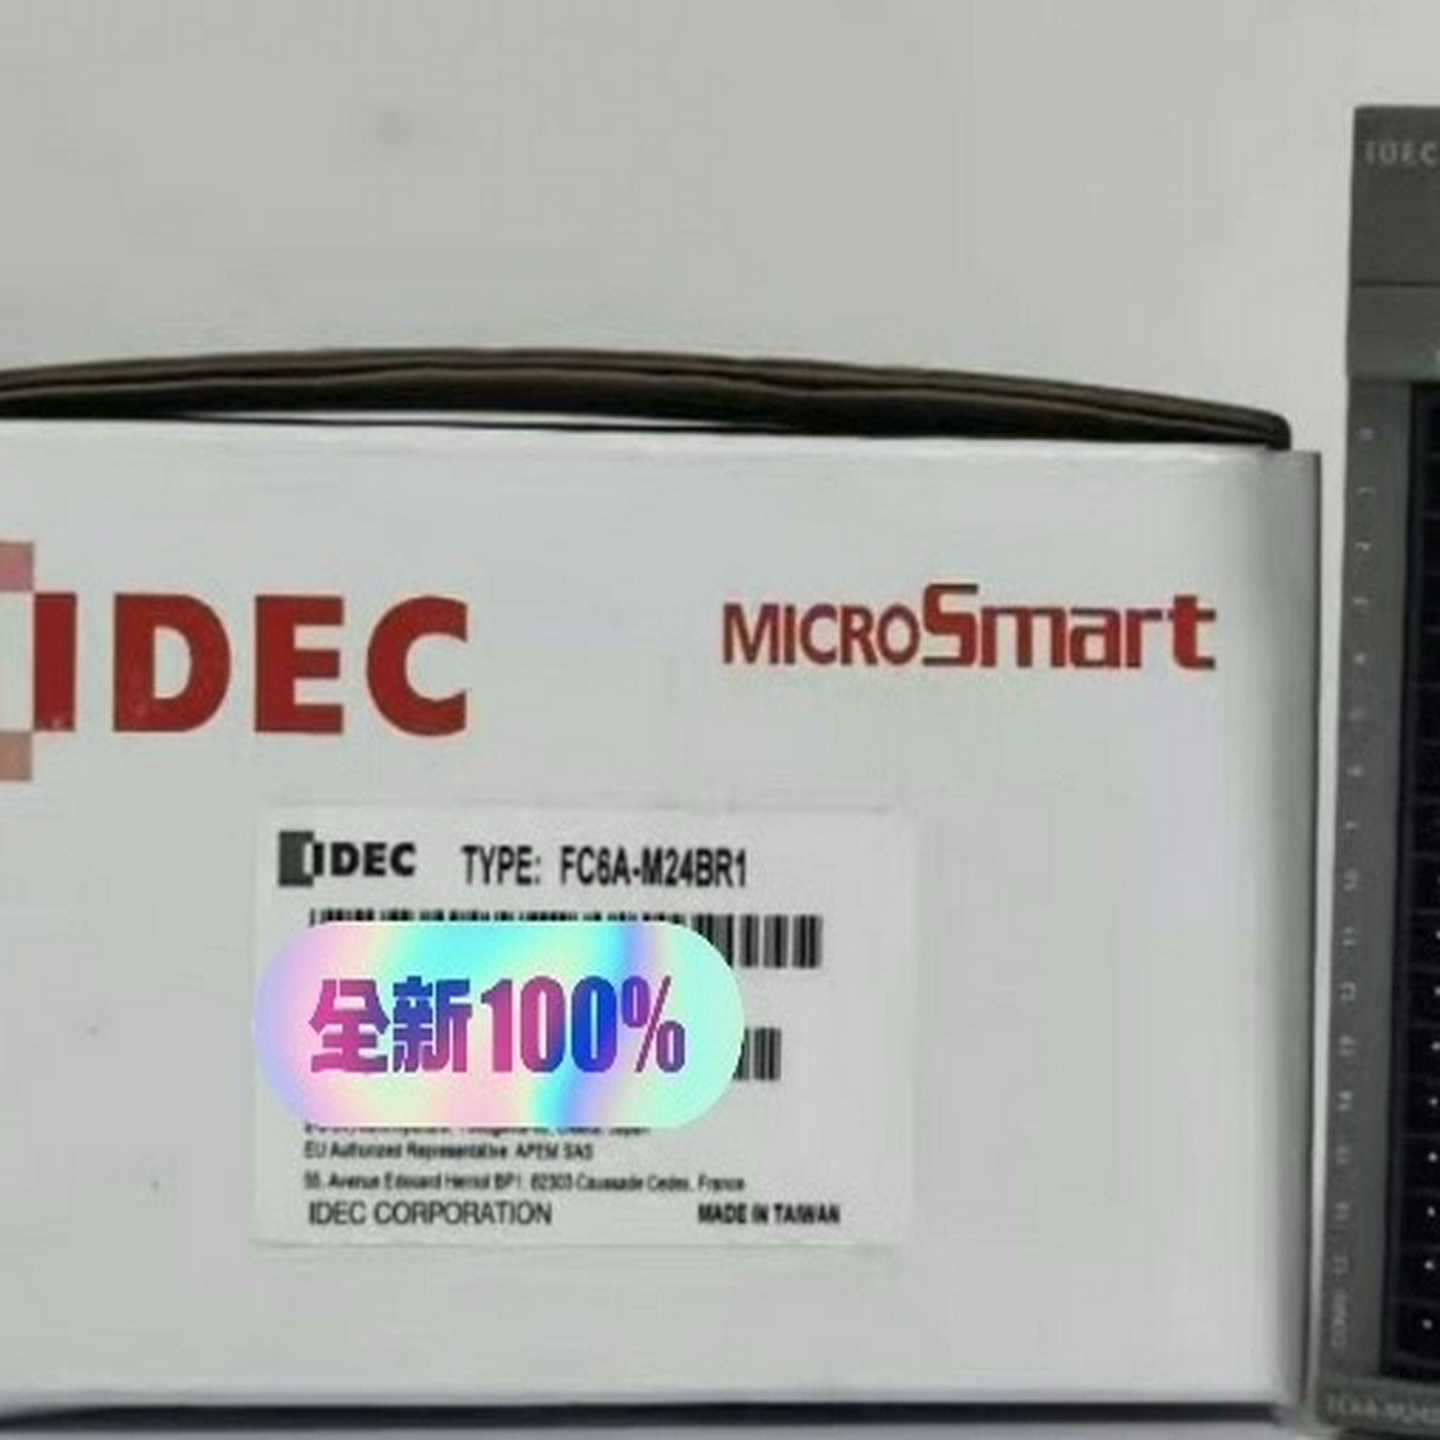 IDEC
IDEC
MICROSmart
IDEC TYPE: FC6A-M24BR1
全新100%
EU Authorized Representative: APEM SAS
55, Avenue Edouard Herriot BP1, 82303 Caussade Cedex, France
IDEC CORPORATION MADE IN TAIWAN